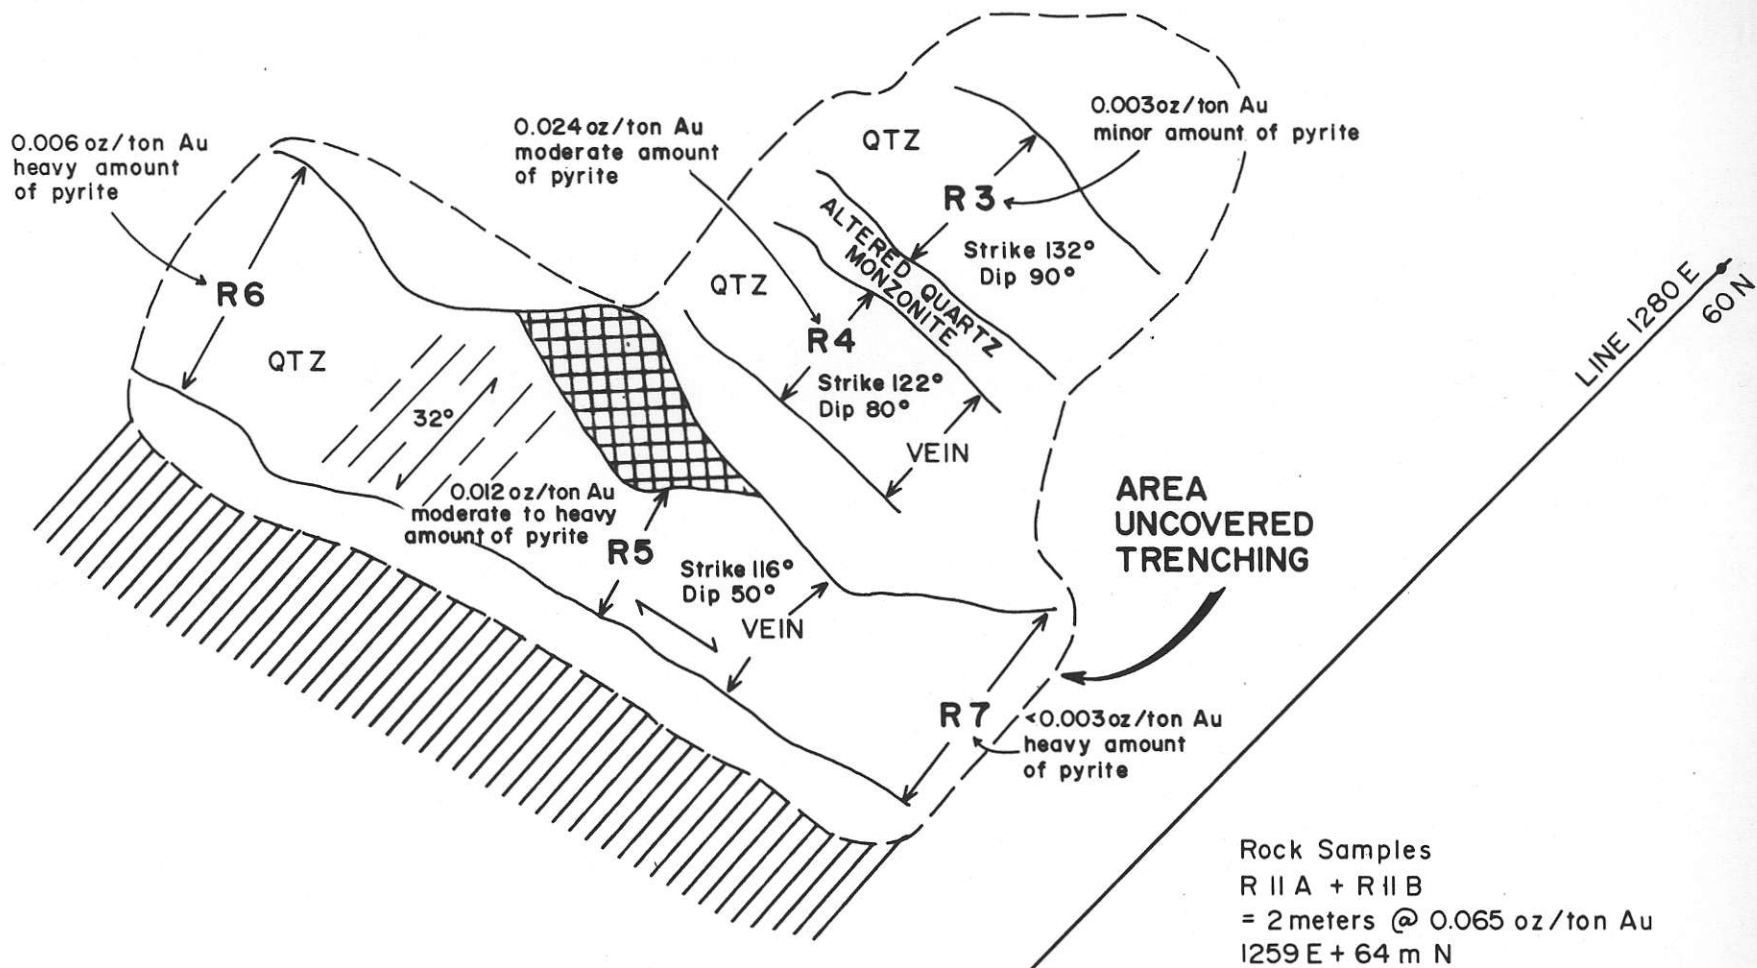 0.006 oz/ton Au
heavy amount
of pyrite
R6
QTZ
32°
0.024 oz/ton Au
moderate amount
of pyrite
QTZ
0.003 oz/ton Au
minor amount of pyrite
R3
Strike 132°
Dip 90°
ALTERED QUARTZ
MONZONITE
QTZ
R4
Strike 122°
Dip 80°
VEIN
0.012 oz/ton Au
moderate to heavy
amount of pyrite
R5
Strike 116°
Dip 50°
VEIN
AREA
UNCOVERED
TRENCHING
R7
<0.003 oz/ton Au
heavy amount
of pyrite
LINE 1280 E
60 N
Rock Samples
R 11 A + R 11 B
= 2 meters @ 0.065 oz/ton Au
1259 E + 64 m N